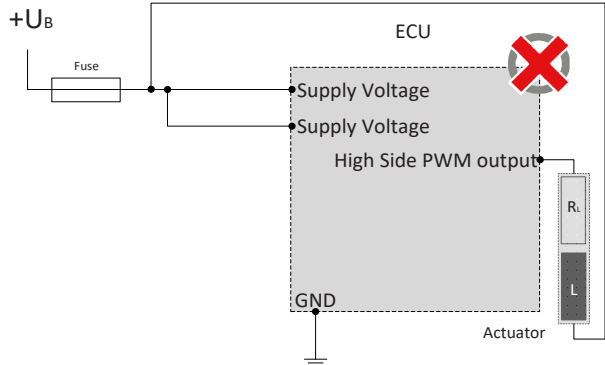 +UB
Fuse
ECU
Supply Voltage
Supply Voltage
High Side PWM output
RL
L
GND
Actuator